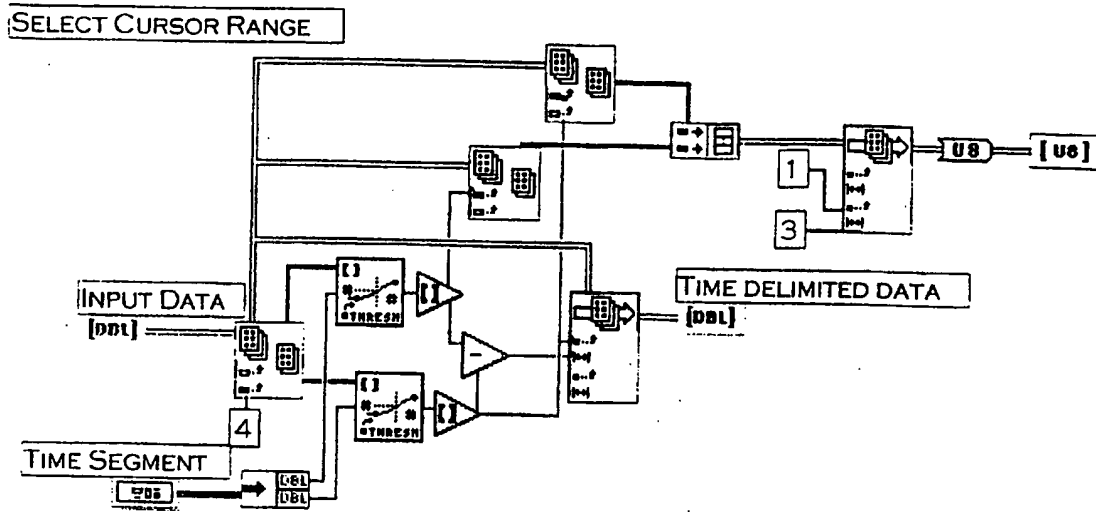 SELECT CURSOR RANGE
1
U8
[U8]
3
INPUT DATA
[DBL]
[ ]
THRESH
[ ]
TIME DELIMITED DATA
[DBL]
-
[ ]
THRESH
[ ]
4
TIME SEGMENT
DBL
DBL